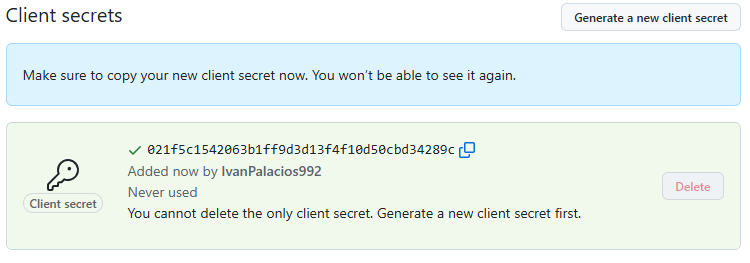 Client secrets
Generate a new client secret
Make sure to copy your new client secret now. You won't be able to see it again.
021f5c1542063b1ff9d3d13f4f10d50cbd34289c
Added now by IvanPalacios992
Never used
Client secret
You cannot delete the only client secret. Generate a new client secret first.
Delete